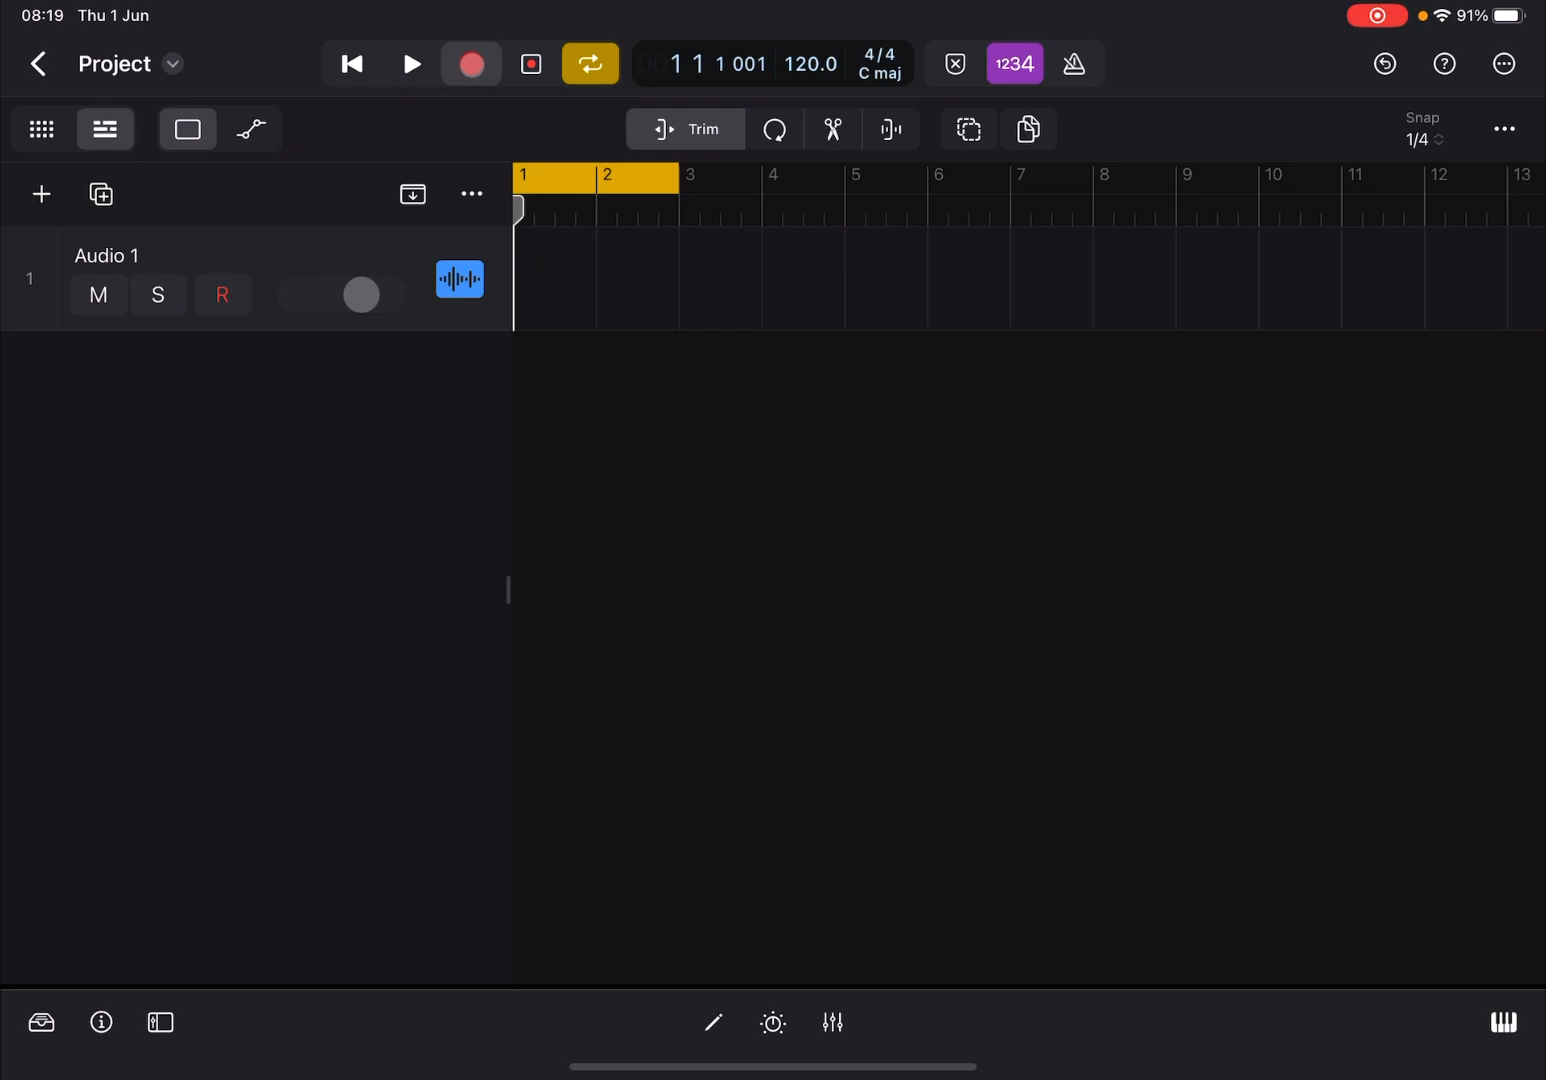 08:19 Thu 1 Jun
91%
Project
1 1 1 001
120.0
4/4
C maj
1234
Trim
Snap
1/4
1 2 3 4 5 6 7 8 9 10 11 12 13
1
Audio 1
M S R